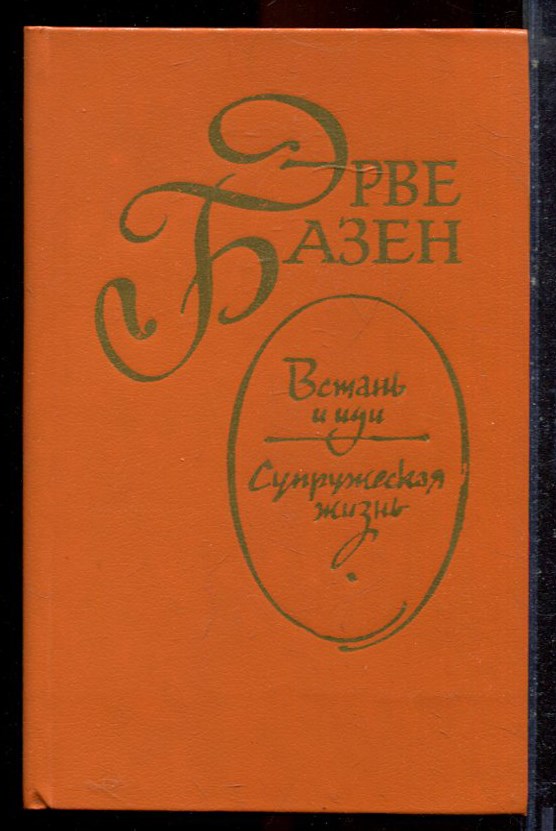 Эрве
Базен
Встань
и иди
Супружеская
жизнь